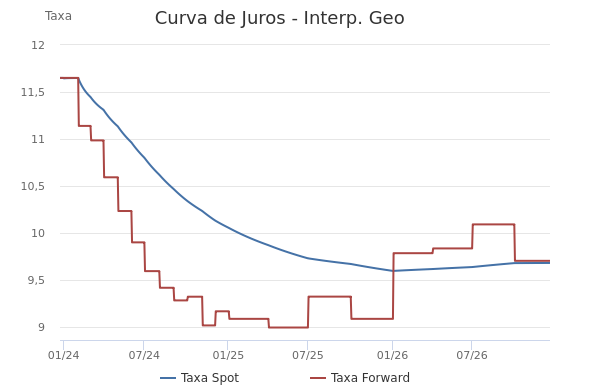 Taxa
Curva de Juros - Interp. Geo
12
11,5
11
10,5
10
9,5
9
01/24 07/24 01/25 07/25 01/26 07/26
Taxa Spot Taxa Forward